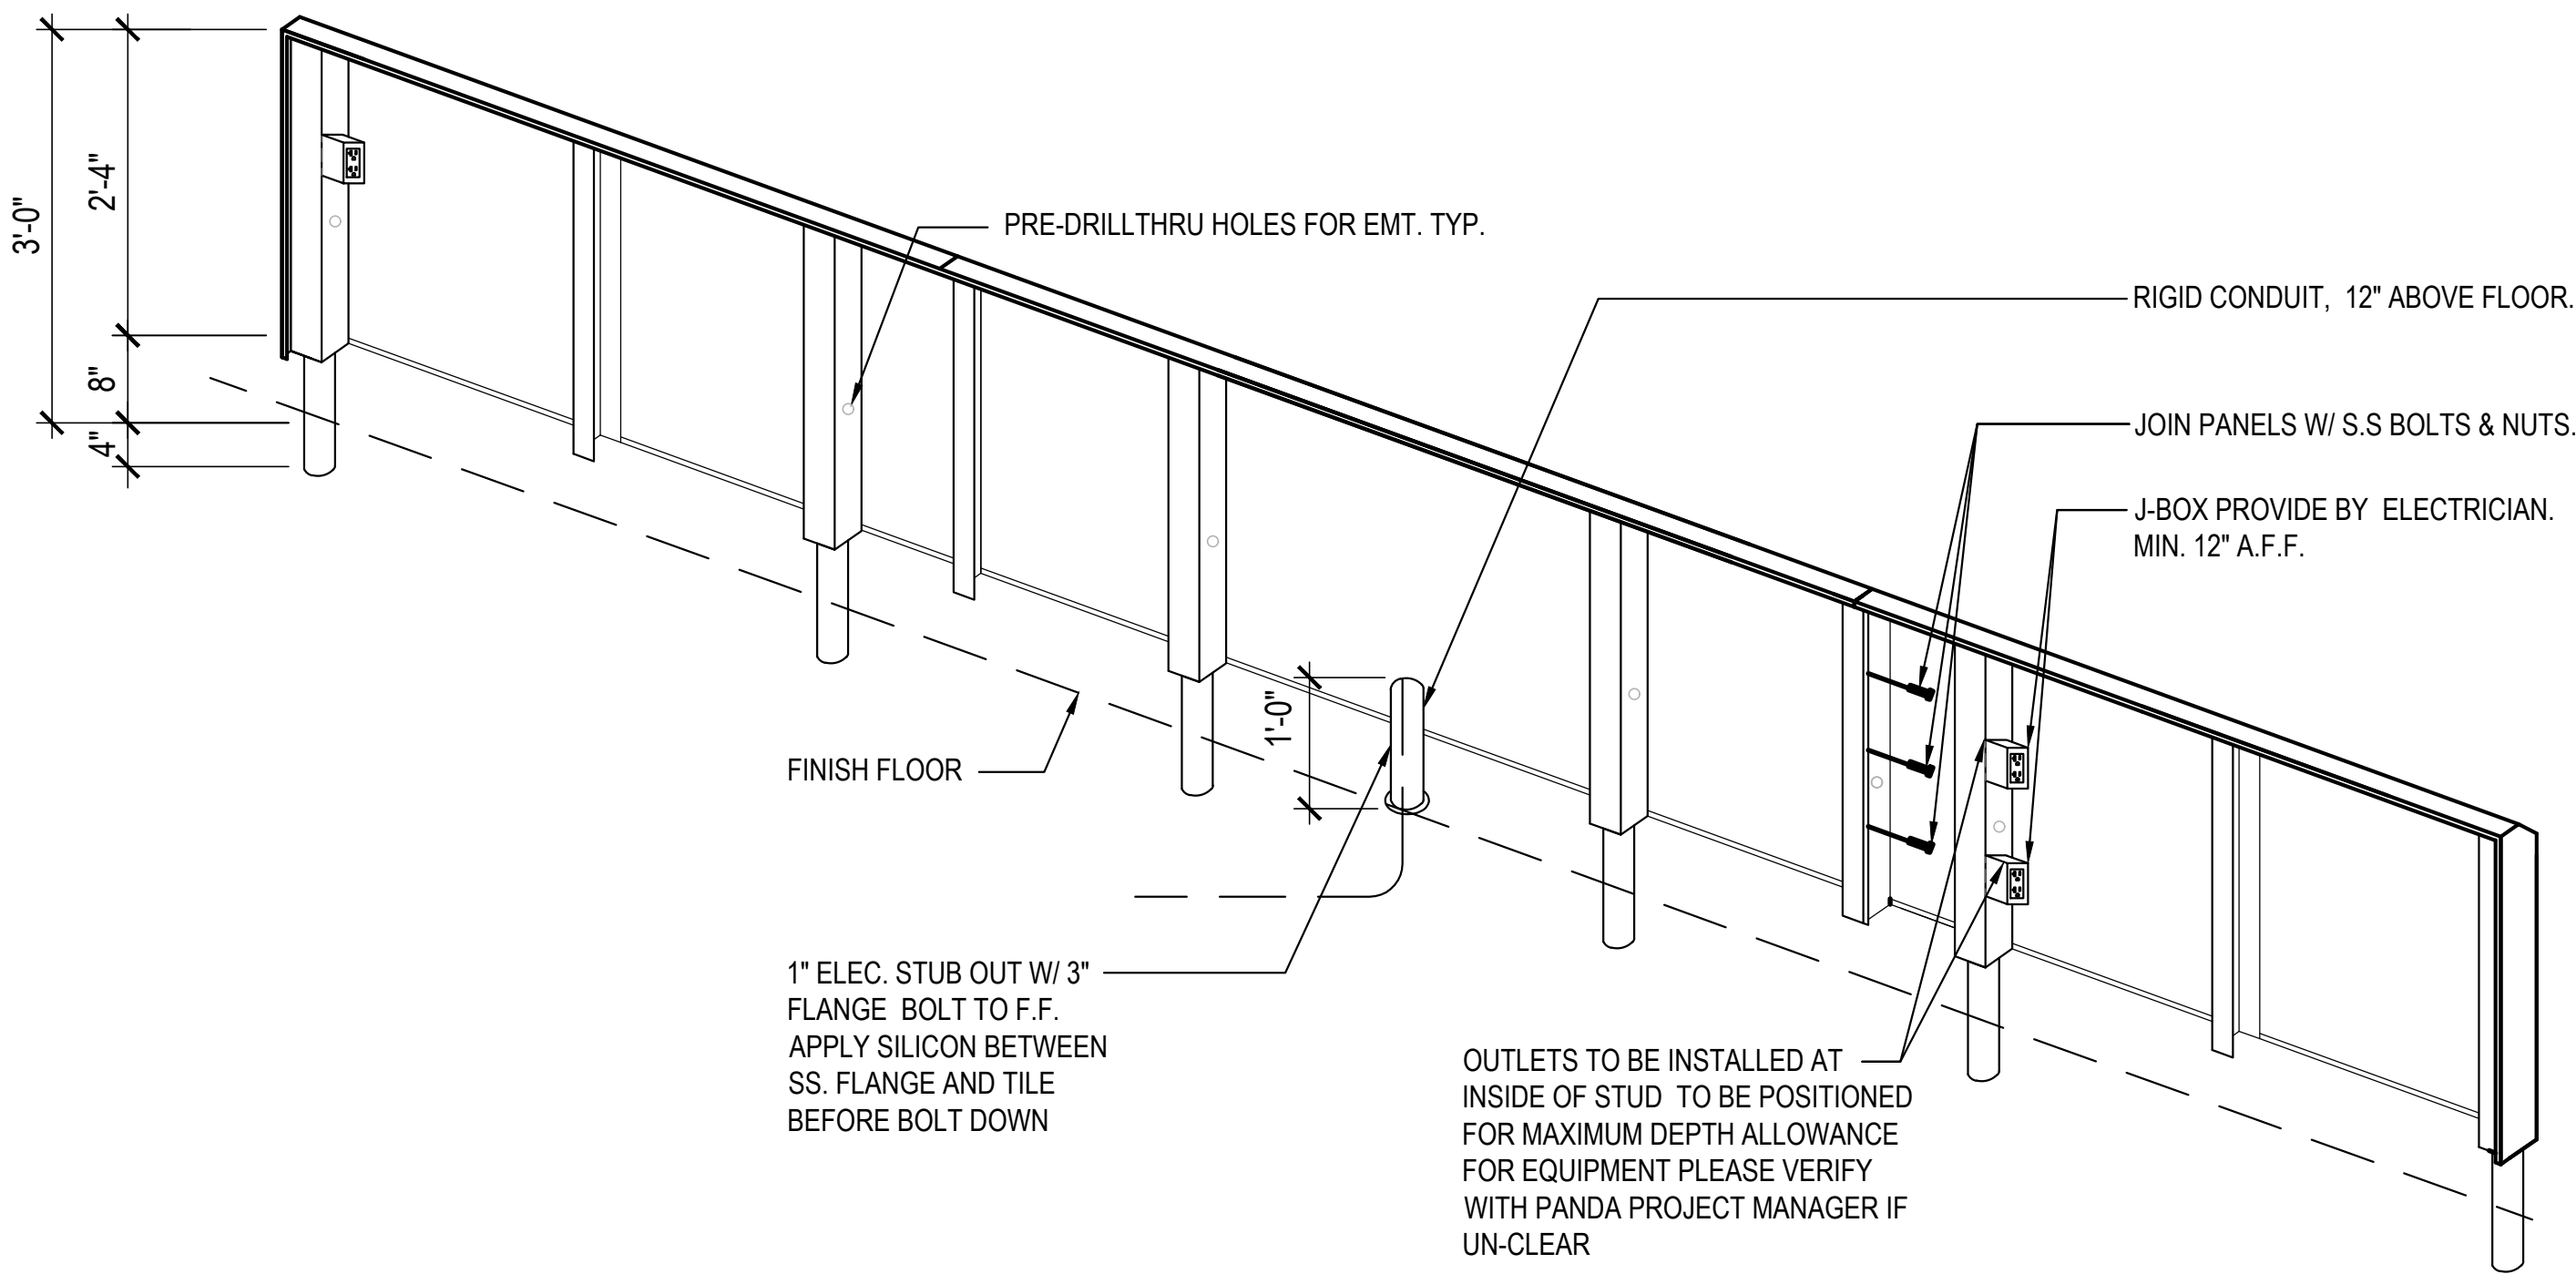 3'-0"
2'-4"
8"
4"
PRE-DRILLTHRU HOLES FOR EMT. TYP.
RIGID CONDUIT, 12" ABOVE FLOOR.
JOIN PANELS W/ S.S BOLTS & NUTS.
J-BOX PROVIDE BY ELECTRICIAN.
MIN. 12" A.F.F.
1'-0"
FINISH FLOOR
1" ELEC. STUB OUT W/ 3"
FLANGE BOLT TO F.F.
APPLY SILICON BETWEEN
SS. FLANGE AND TILE
BEFORE BOLT DOWN
OUTLETS TO BE INSTALLED AT
INSIDE OF STUD TO BE POSITIONED
FOR MAXIMUM DEPTH ALLOWANCE
FOR EQUIPMENT PLEASE VERIFY
WITH PANDA PROJECT MANAGER IF
UN-CLEAR